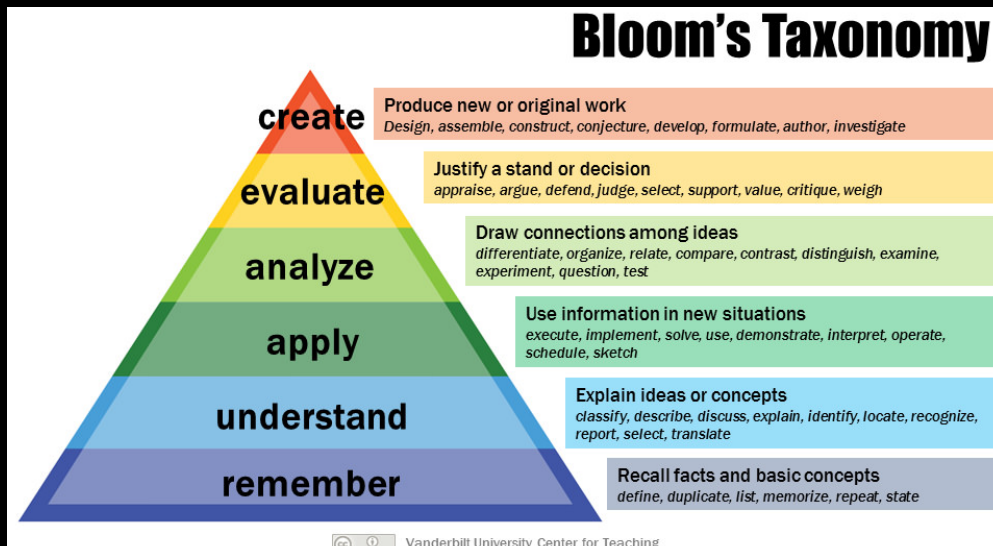 Bloom's Taxonomy
create
Produce new or original work
Design, assemble, construct, conjecture, develop, formulate, author, investigate
evaluate
Justify a stand or decision
appraise, argue, defend, judge, select, support, value, critique, weigh
analyze
Draw connections among ideas
differentiate, organize, relate, compare, contrast, distinguish, examine,
experiment, question, test
apply
Use information in new situations
execute, implement, solve, use, demonstrate, interpret, operate,
schedule, sketch
understand
Explain ideas or concepts
classify, describe, discuss, explain, identify, locate, recognize,
report, select, translate
remember
Recall facts and basic concepts
define, duplicate, list, memorize, repeat, state
cc
Vanderbilt University Center for Teaching